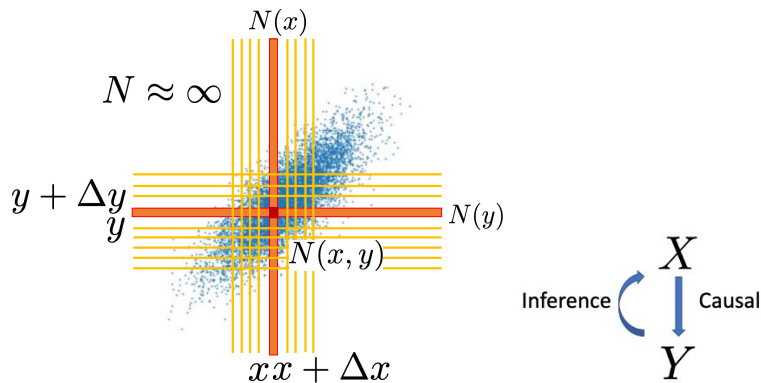 N(x)
N ≈ ∞
y + Δy
y
N(y)
N(x, y)
x x + Δx
X
Inference
Causal
Y